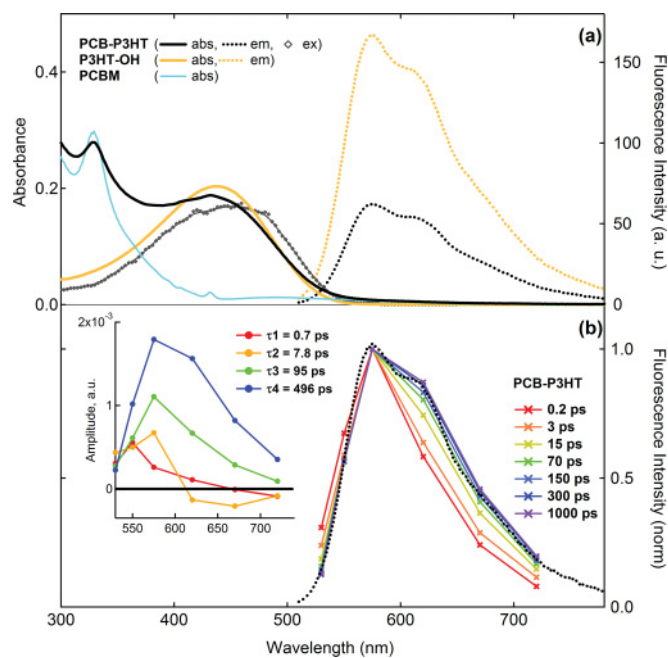 (a)
PCB-P3HT ( abs, em, ex)
P3HT-OH ( abs, em)
PCBM ( abs)
0.4
0.2
0.0
Absorbance
150
100
50
0
Fluorescence Intensity (a. u.)
(b)
2x10⁻³
1
0
Amplitude, a.u.
550 600 650 700
τ1 = 0.7 ps
τ2 = 7.8 ps
τ3 = 95 ps
τ4 = 496 ps
PCB-P3HT
0.2 ps
3 ps
15 ps
70 ps
150 ps
300 ps
1000 ps
1.0
0.5
0.0
Fluorescence Intensity (norm)
300 400 500 600 700
Wavelength (nm)